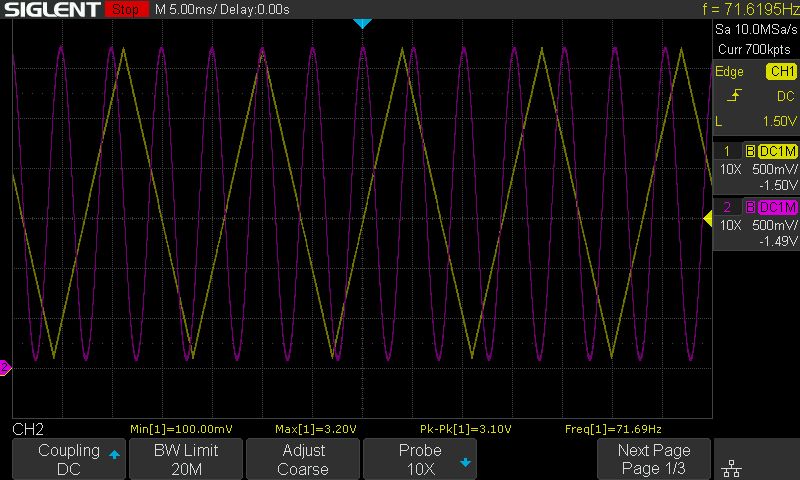 SIGLENT Stop M 5.00ms/ Delay:0.00s f = 71.6195Hz
Sa 10.0MSa/s
Curr 700kpts
Edge CH1
DC
L 1.50V
1 B DC1M
10X 500mV/
-1.50V
2 B DC1M
10X 500mV/
-1.49V
2
CH2 Min[1]=100.00mV Max[1]=3.20V Pk-Pk[1]=3.10V Freq[1]=71.69Hz
Coupling BW Limit Adjust Probe Next Page
DC 20M Coarse 10X Page 1/3